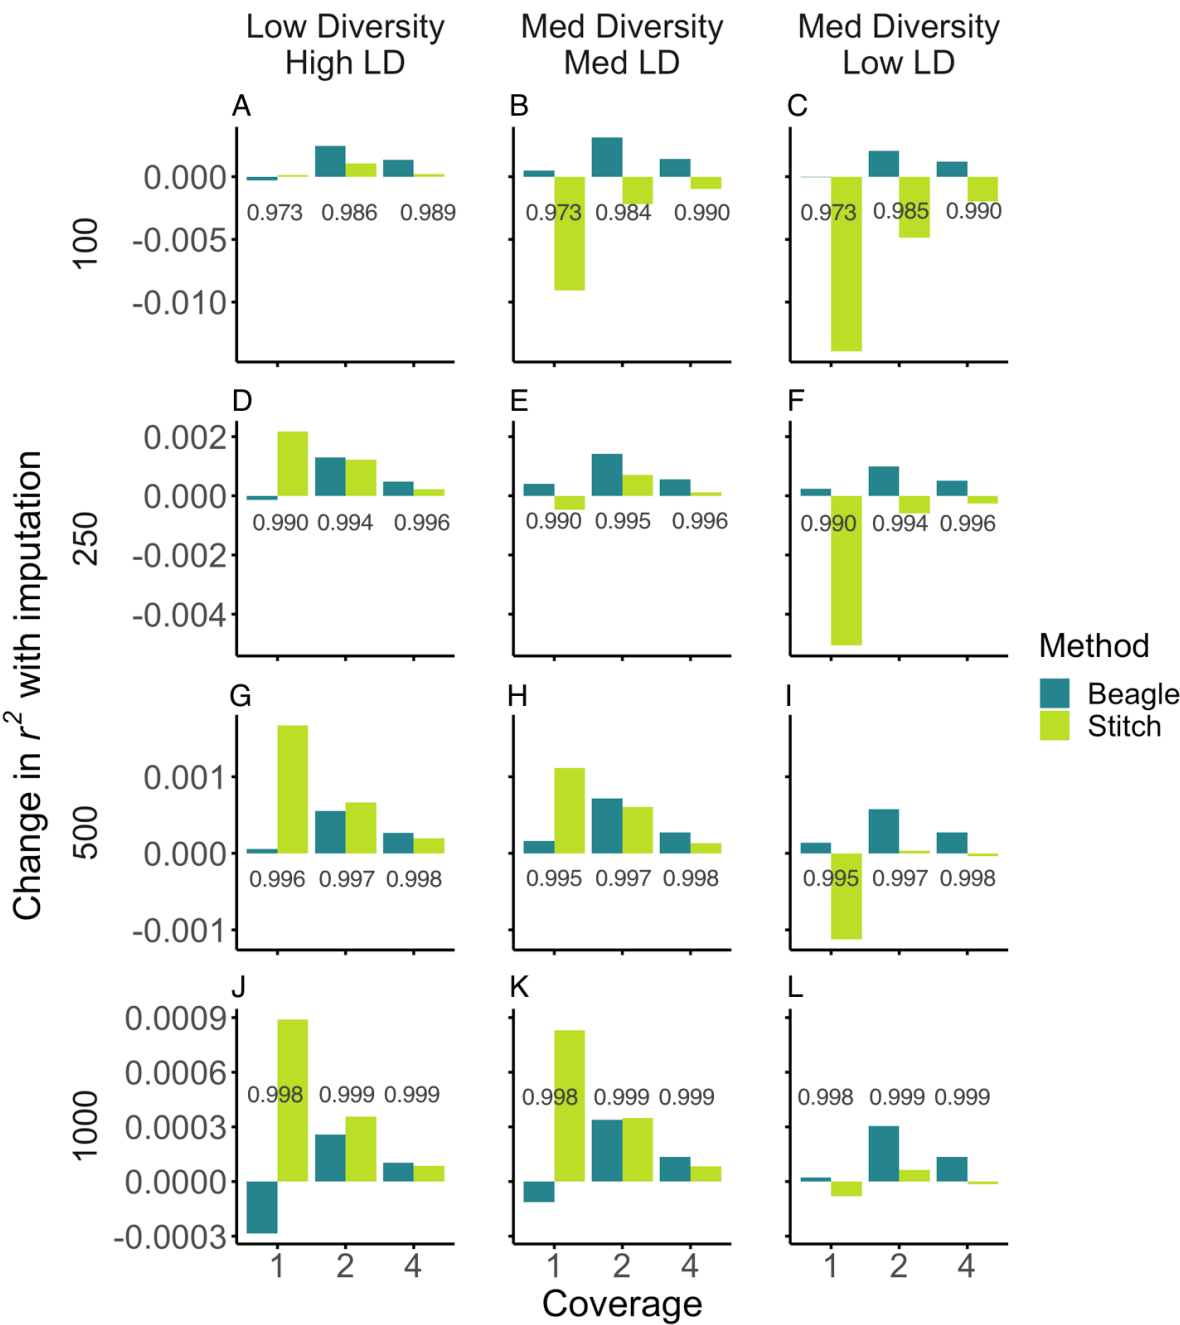 Low Diversity
High LD
Med Diversity
Med LD
Med Diversity
Low LD
A
B
C
100
0.000
-0.005
-0.010
0.973 0.986 0.989
0.973 0.984 0.990
0.973 0.985 0.990
D
E
F
250
0.002
0.000
-0.002
-0.004
0.990 0.994 0.996
0.990 0.995 0.996
0.990 0.994 0.996
Change in r² with imputation
G
H
I
500
0.001
0.000
-0.001
0.996 0.997 0.998
0.995 0.997 0.998
0.995 0.997 0.998
J
K
L
1000
0.0009
0.0006
0.0003
0.0000
-0.0003
0.998 0.999 0.999
0.998 0.999 0.999
0.998 0.999 0.999
1 2 4
1 2 4
1 2 4
Coverage
Method
Beagle
Stitch